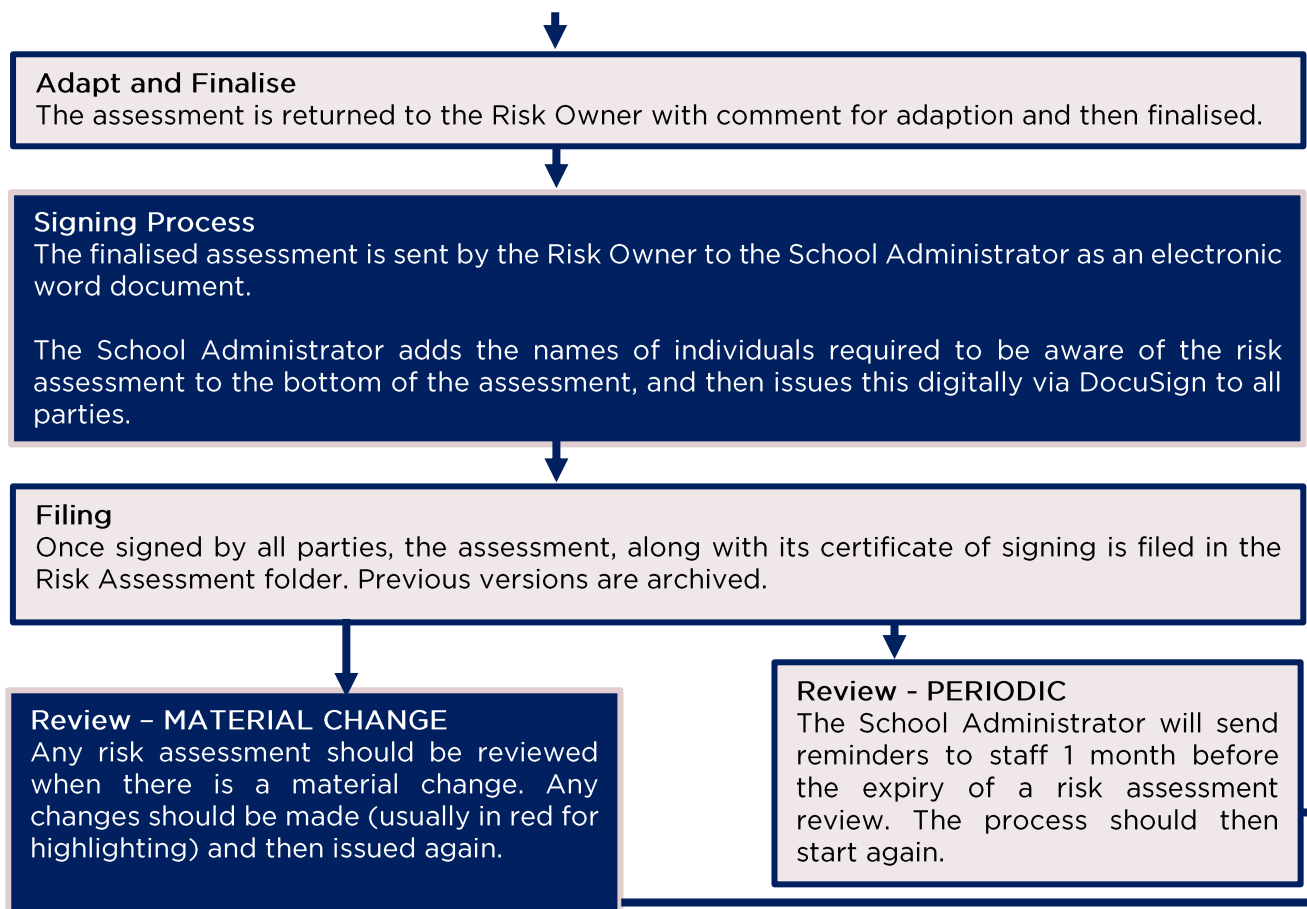 Adapt and Finalise
The assessment is returned to the Risk Owner with comment for adaption and then finalised.
Signing Process
The finalised assessment is sent by the Risk Owner to the School Administrator as an electronic
word document.
The School Administrator adds the names of individuals required to be aware of the risk
assessment to the bottom of the assessment, and then issues this digitally via DocuSign to all
parties.
Filing
Once signed by all parties, the assessment, along with its certificate of signing is filed in the
Risk Assessment folder. Previous versions are archived.
Review – MATERIAL CHANGE
Any risk assessment should be reviewed
when there is a material change. Any
changes should be made (usually in red for
highlighting) and then issued again.
Review - PERIODIC
The School Administrator will send
reminders to staff 1 month before
the expiry of a risk assessment
review. The process should then
start again.